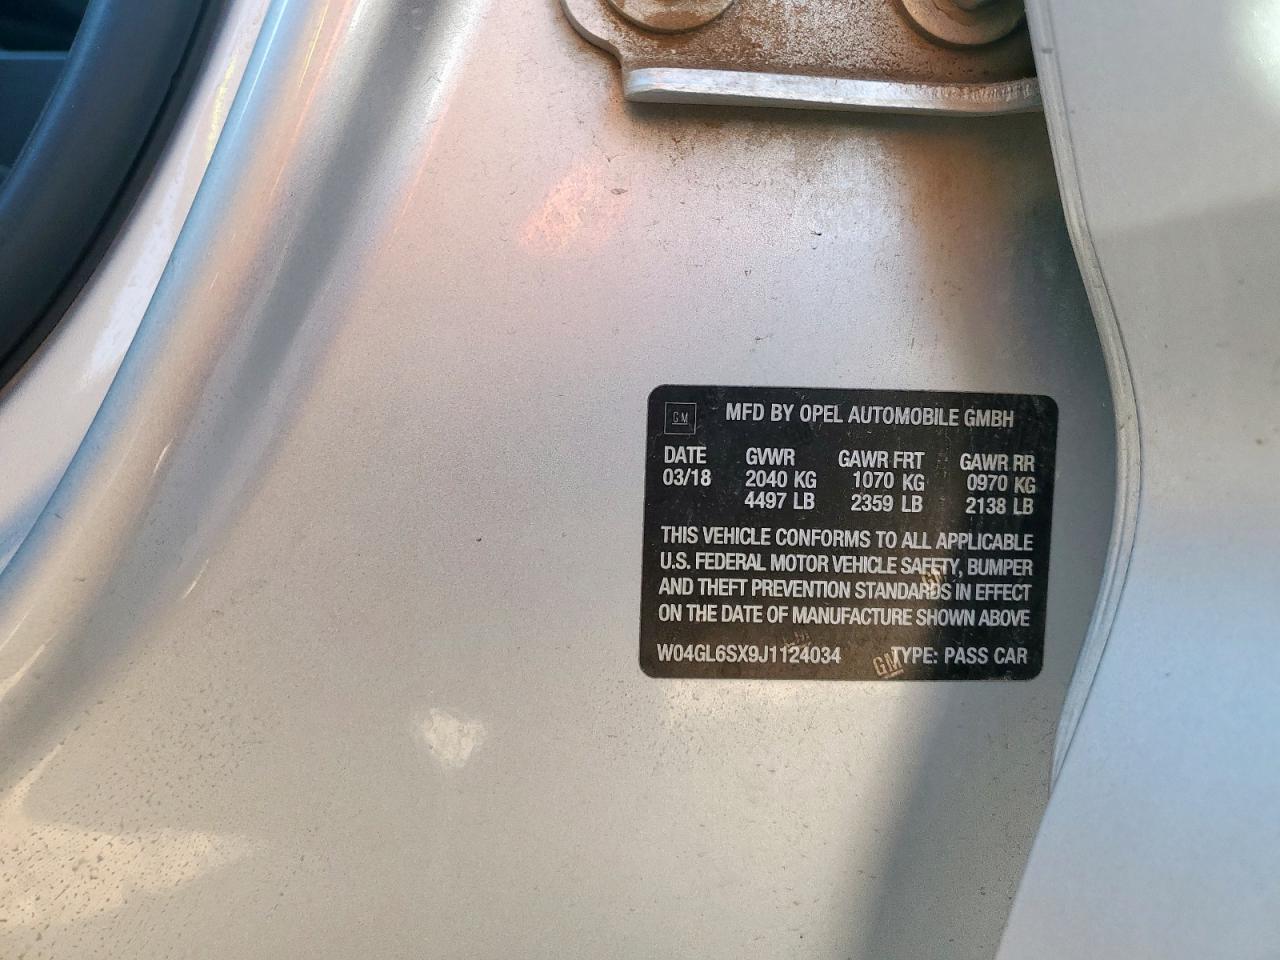 GM MFD BY OPEL AUTOMOBILE GMBH
DATE GVWR GAWR FRT GAWR RR
03/18 2040 KG 1070 KG 0970 KG
4497 LB 2359 LB 2138 LB
THIS VEHICLE CONFORMS TO ALL APPLICABLE
U.S. FEDERAL MOTOR VEHICLE SAFETY, BUMPER
AND THEFT PREVENTION STANDARDS IN EFFECT
ON THE DATE OF MANUFACTURE SHOWN ABOVE
W04GL6SX9J1124034 TYPE: PASS CAR
GM